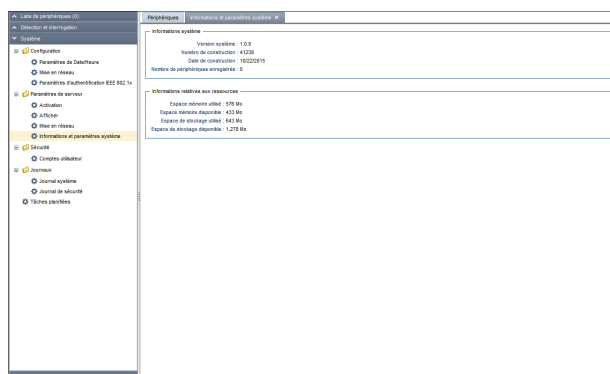 Liste de périphériques (0)
Détection et interrogation
Système
Configuration
Paramètres de Date/Heure
Mise en réseau
Paramètres d'authentification IEEE 802.1x
Paramètres de serveur
Activation
Afficher
Mise en réseau
Informations et paramètres système
Sécurité
Comptes utilisateur
Journaux
Journal système
Journal de sécurité
Tâches planifiées
Périphériques
Informations et paramètres système
Informations système
Version système : 1.0.0
Numéro de construction : 41238
Date de construction : 10/22/2015
Nombre de périphériques enregistrés : 0
Informations relatives aux ressources
Espace mémoire utilisé : 576 Mo
Espace mémoire disponible : 433 Mo
Espace de stockage utilisé : 643 Mo
Espace de stockage disponible : 1,278 Mo